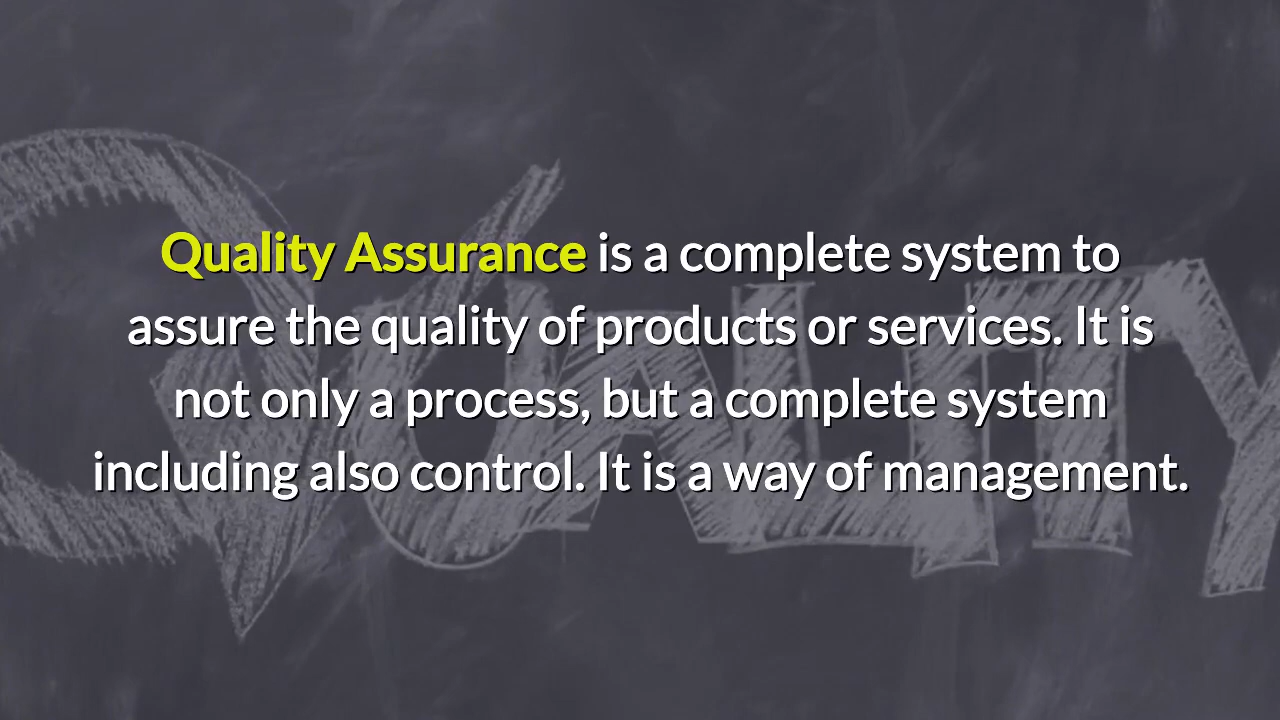 Quality Assurance is a complete system to
assure the quality of products or services. It is
not only a process, but a complete system
including also control. It is a way of management.
QUALITY